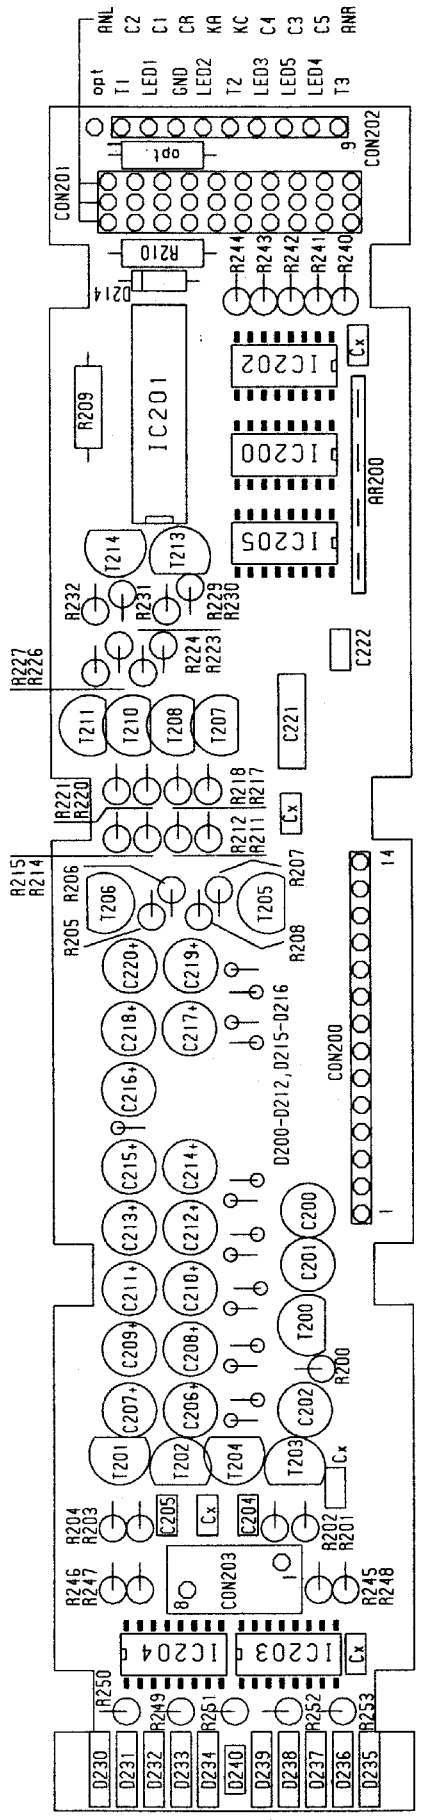 ANL
C2
C1
CR
KA
KC
C4
C3
C5
ANR
opt
T1
LED1
GND
LED2
T2
LED3
LED5
LED4
T3
9
CON202
opt.
CON201
R210
D214
R244
R243
R242
R241
R240
R209
IC201
IC202
Cx
IC200
AR200
IC205
T214
T213
R232
R231
R229
R230
R227
R226
R224
R223
C222
T211
T210
T208
T207
C221
R221
R220
R218
R217
Cx
R215
R214
R212
R211
R206
R207
T206
T205
R205
R208
14
C220+
C219+
C218+
C217+
D200-D212,D215-D216
CON200
C216+
C215+
C214+
C213+
C212+
C200
1
C211+
C210+
C201
C209+
C208+
T200
R200
C207+
C206+
C202
T201
T202
T204
T203
Cx
R204
R203
C205
Cx
C204
R202
R201
R246
R247
8
CON203
1
R245
R248
IC204
IC203
Cx
R250
R249
R251
R252
R253
D230
D231
D232
D233
D234
D240
D239
D238
D237
D236
D235